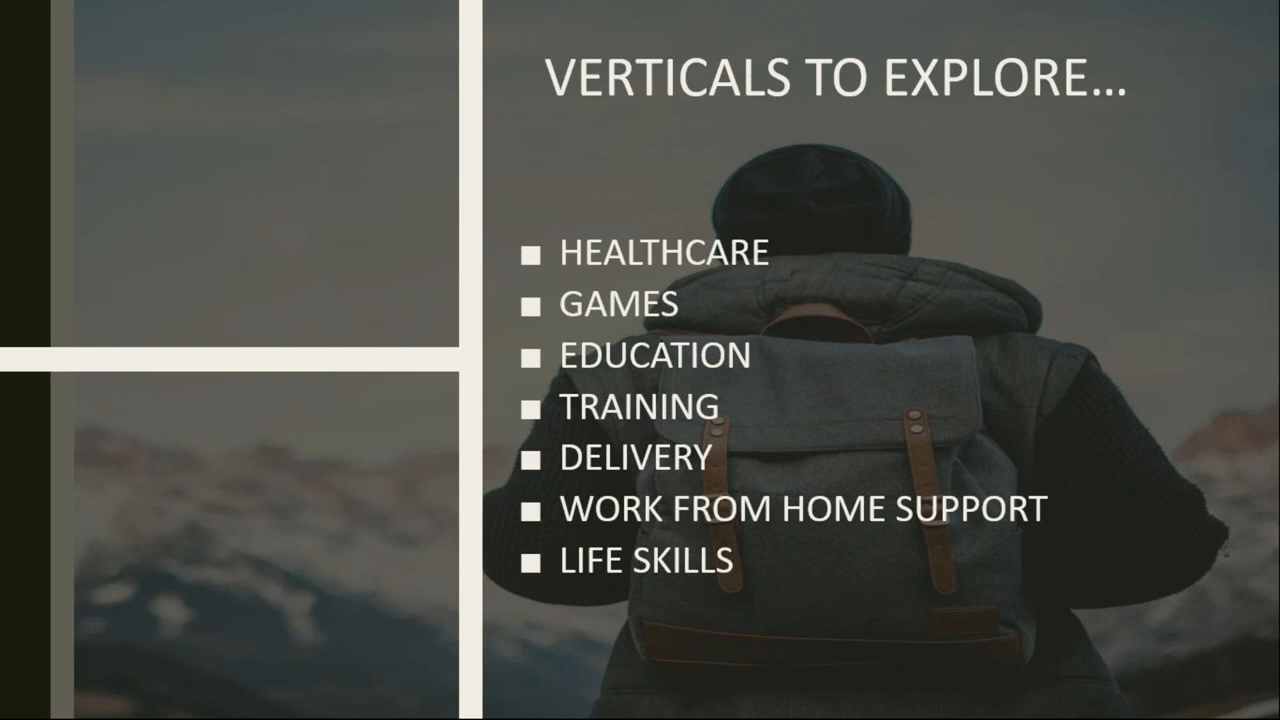 VERTICALS TO EXPLORE...
HEALTHCARE
GAMES
EDUCATION
TRAINING
DELIVERY
WORK FROM HOME SUPPORT
LIFE SKILLS